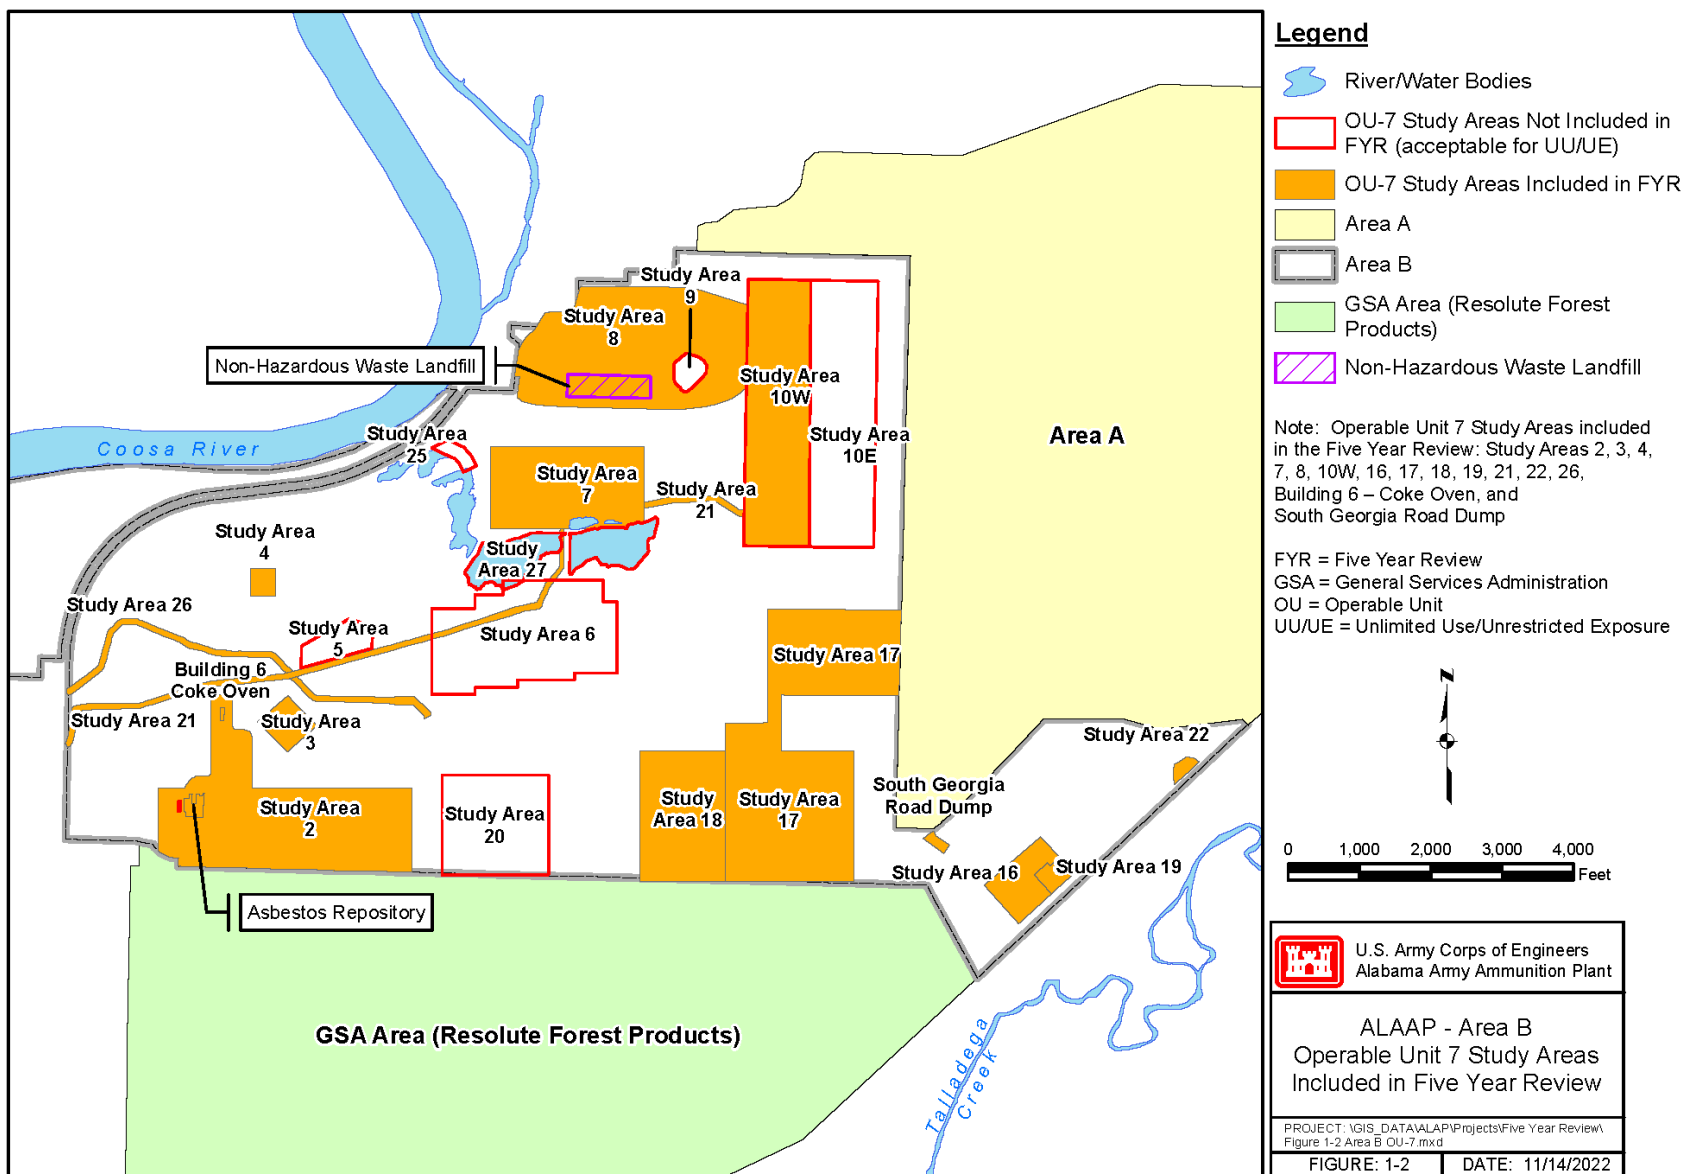 Legend
River/Water Bodies
OU-7 Study Areas Not Included in
FYR (acceptable for UU/UE)
OU-7 Study Areas Included in FYR
Area A
Area B
GSA Area (Resolute Forest
Products)
Non-Hazardous Waste Landfill
Note: Operable Unit 7 Study Areas included
in the Five Year Review: Study Areas 2, 3, 4,
7, 8, 10W, 16, 17, 18, 19, 21, 22, 26,
Building 6 – Coke Oven, and
South Georgia Road Dump
FYR = Five Year Review
GSA = General Services Administration
OU = Operable Unit
UU/UE = Unlimited Use/Unrestricted Exposure
N
0 1,000 2,000 3,000 4,000
Feet
U.S. Army Corps of Engineers
Alabama Army Ammunition Plant
ALAAP - Area B
Operable Unit 7 Study Areas
Included in Five Year Review
PROJECT: \GIS_DATA\ALAP\Projects\Five Year Review\
Figure 1-2 Area B OU-7.mxd
FIGURE: 1-2
DATE: 11/14/2022
Study Area
9
Study Area
8
Non-Hazardous Waste Landfill
Study Area
10W
Study Area
10E
Area A
Coosa River
Study Area
25
Study Area
7
Study Area
21
Study Area
4
Study
Area 27
Study Area 26
Study Area
5
Study Area 6
Building 6
Coke Oven
Study Area 17
Study Area 21
Study Area
3
Study Area 22
South Georgia
Road Dump
Study Area
2
Study Area
20
Study
Area 18
Study Area
17
Study Area 16
Study Area 19
Asbestos Repository
GSA Area (Resolute Forest Products)
Talladega
Creek